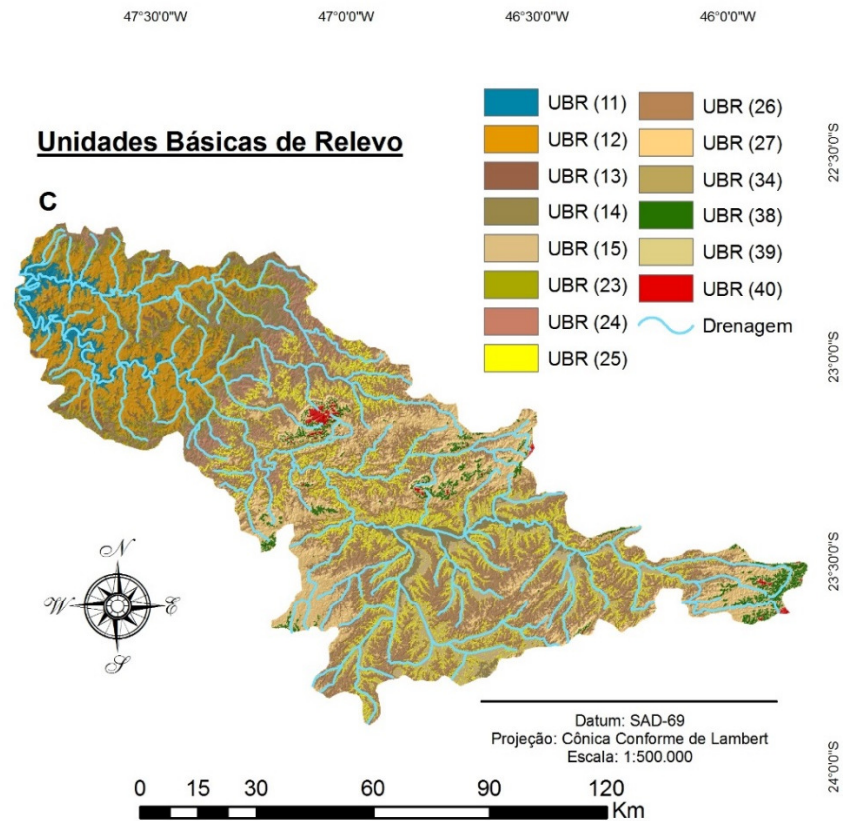 47°30'0"W 47°0'0"W 46°30'0"W 46°0'0"W
Unidades Básicas de Relevo
C
UBR (11)
UBR (12)
UBR (13)
UBR (14)
UBR (15)
UBR (23)
UBR (24)
UBR (25)
UBR (26)
UBR (27)
UBR (34)
UBR (38)
UBR (39)
UBR (40)
Drenagem
22°30'0"S
23°0'0"S
23°30'0"S
24°0'0"S
N
W
E
S
Datum: SAD-69
Projeção: Cônica Conforme de Lambert
Escala: 1:500.000
0 15 30 60 90 120
Km